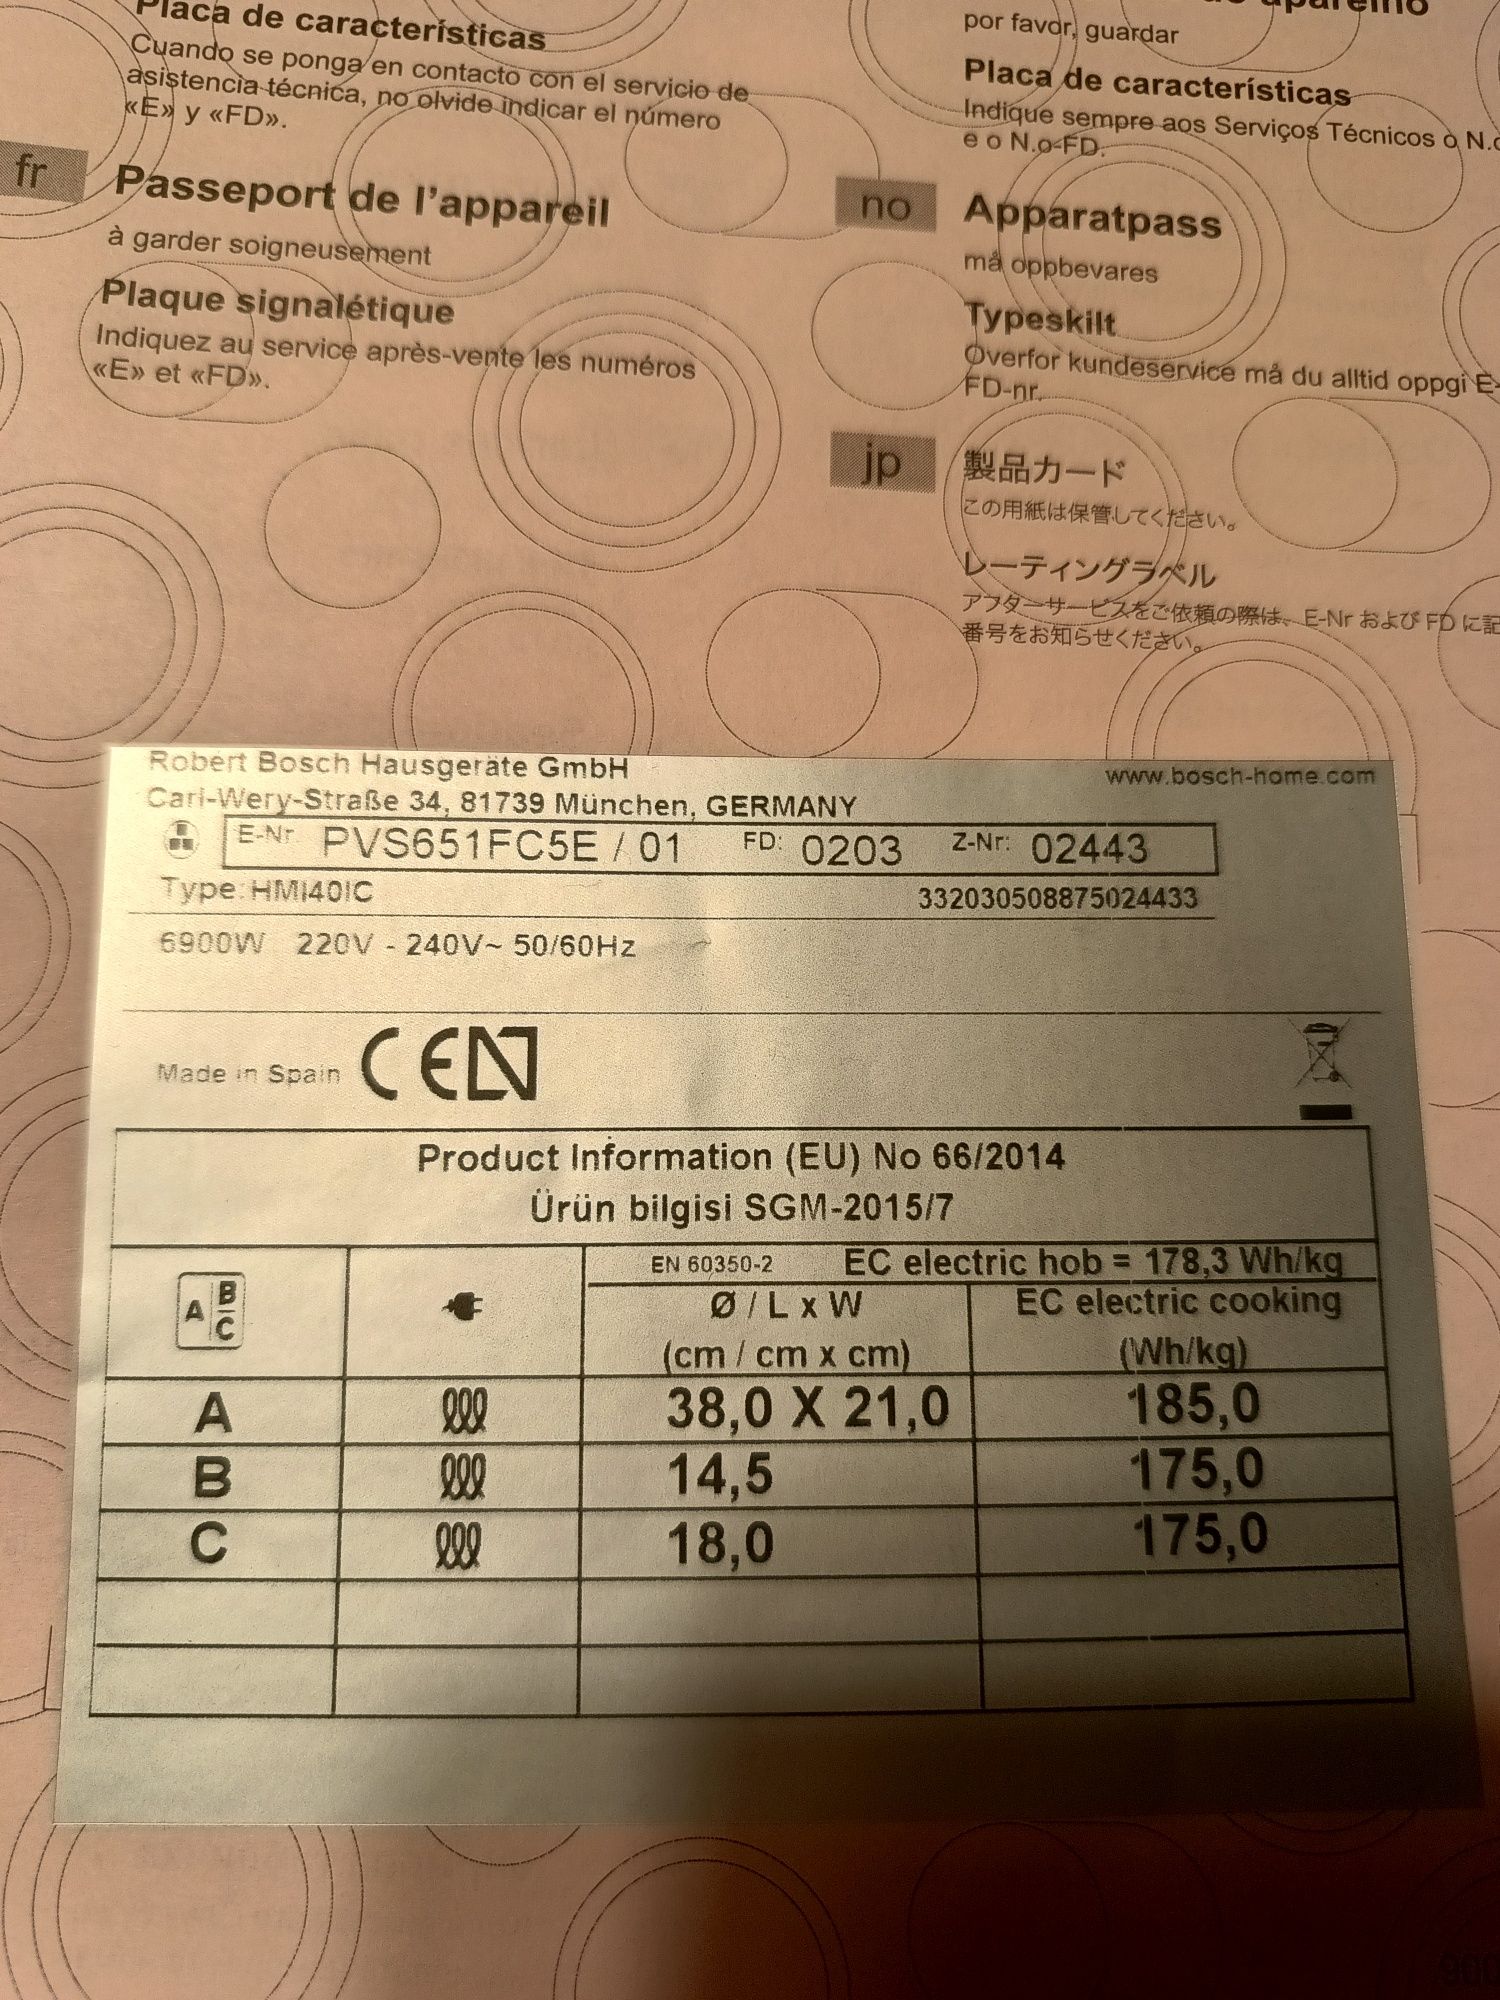 Placa de características
Cuando se ponga en contacto con el servicio de
asistencia técnica, no olvide indicar el número
«E» y «FD».
fr
Passeport de l'appareil
à garder soigneusement
Plaque signalétique
Indiquez au service après-vente les numéros
«E» et «FD».
por favor, guardar
Placa de características
Indique sempre aos Serviços Técnicos o
e o N.o-FD.
no
Apparatpass
må oppbevares
Typeskilt
Overfor kundeservice må du alltid oppgi E-
FD-nr.
jp
製品カード
この用紙は保管してください。
レーティングラベル
アフターサービスをご依頼の際は、E-Nr および FD に記
番号をお知らせください。
Robert Bosch Hausgeräte GmbH
www.bosch-home.com
Carl-Wery-Straße 34, 81739 München, GERMANY
E-Nr PVS651FC5E / 01 FD: 0203 Z-Nr: 02443
Type: HMI40IC 332030508875024433
6900W 220V - 240V~ 50/60Hz
Made in Spain CE
Product Information (EU) No 66/2014
Ürün bilgisi SGM-2015/7
EN 60350-2 EC electric hob = 178,3 Wh/kg
A B C
Ø / L x W EC electric cooking
(cm / cm x cm) (Wh/kg)
A 38,0 X 21,0 185,0
B 14,5 175,0
C 18,0 175,0